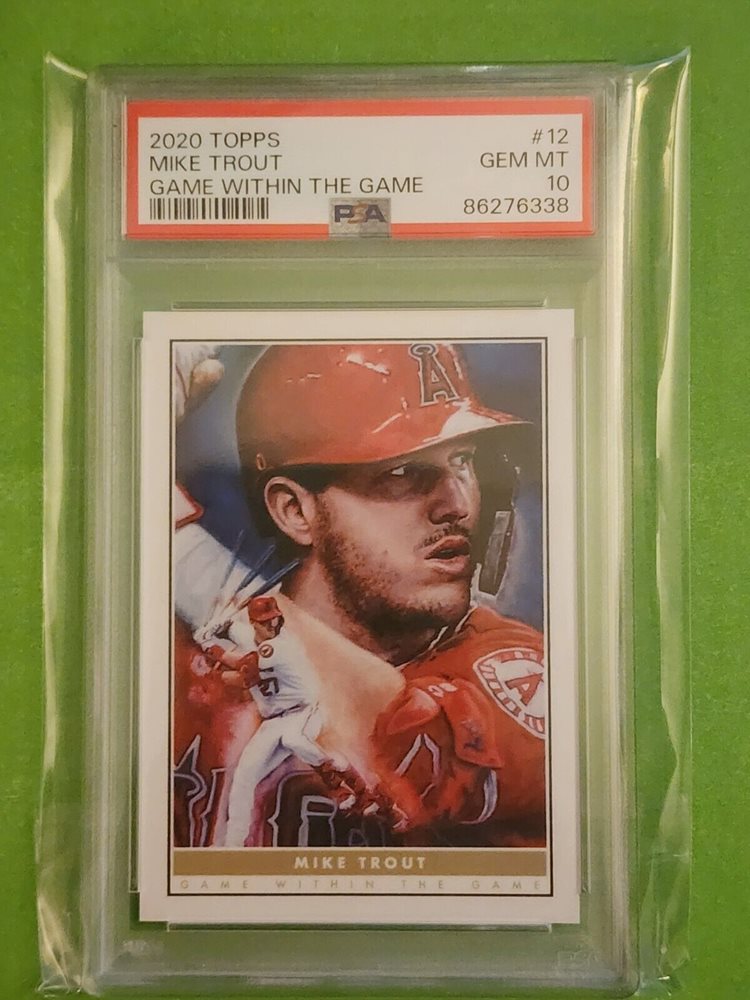 2020 TOPPS #12
MIKE TROUT GEM MT
GAME WITHIN THE GAME 10
PSA 86276338
A
A
MIKE TROUT
GAME WITHIN THE GAME